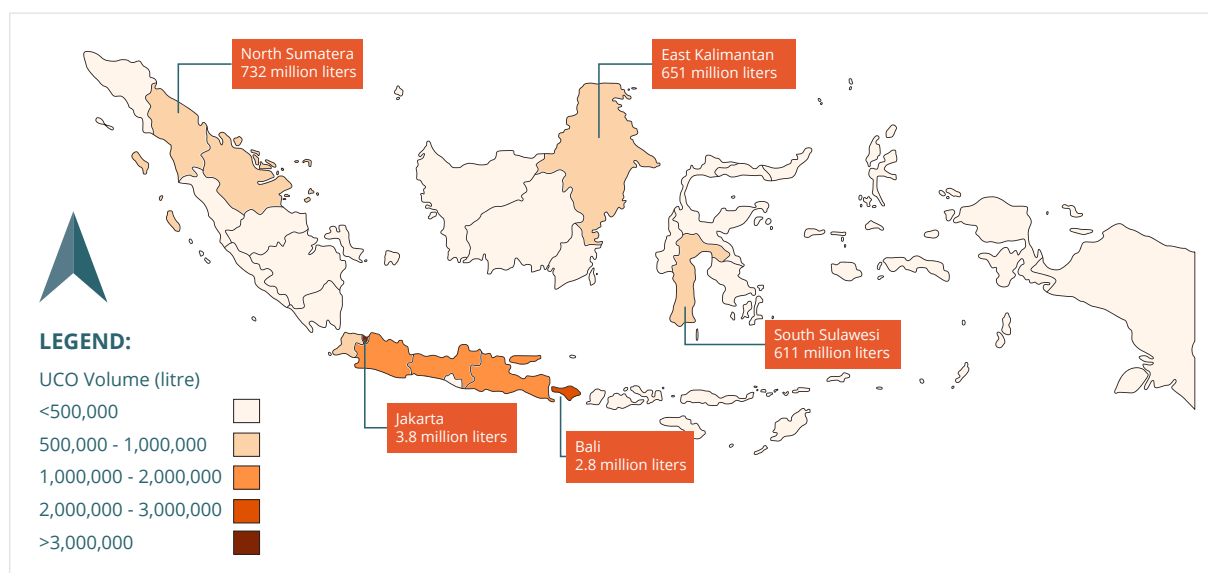 North Sumatera
732 million liters
East Kalimantan
651 million liters
South Sulawesi
611 million liters
Jakarta
3.8 million liters
Bali
2.8 million liters
LEGEND:
UCO Volume (litre)
<500,000
500,000 - 1,000,000
1,000,000 - 2,000,000
2,000,000 - 3,000,000
>3,000,000